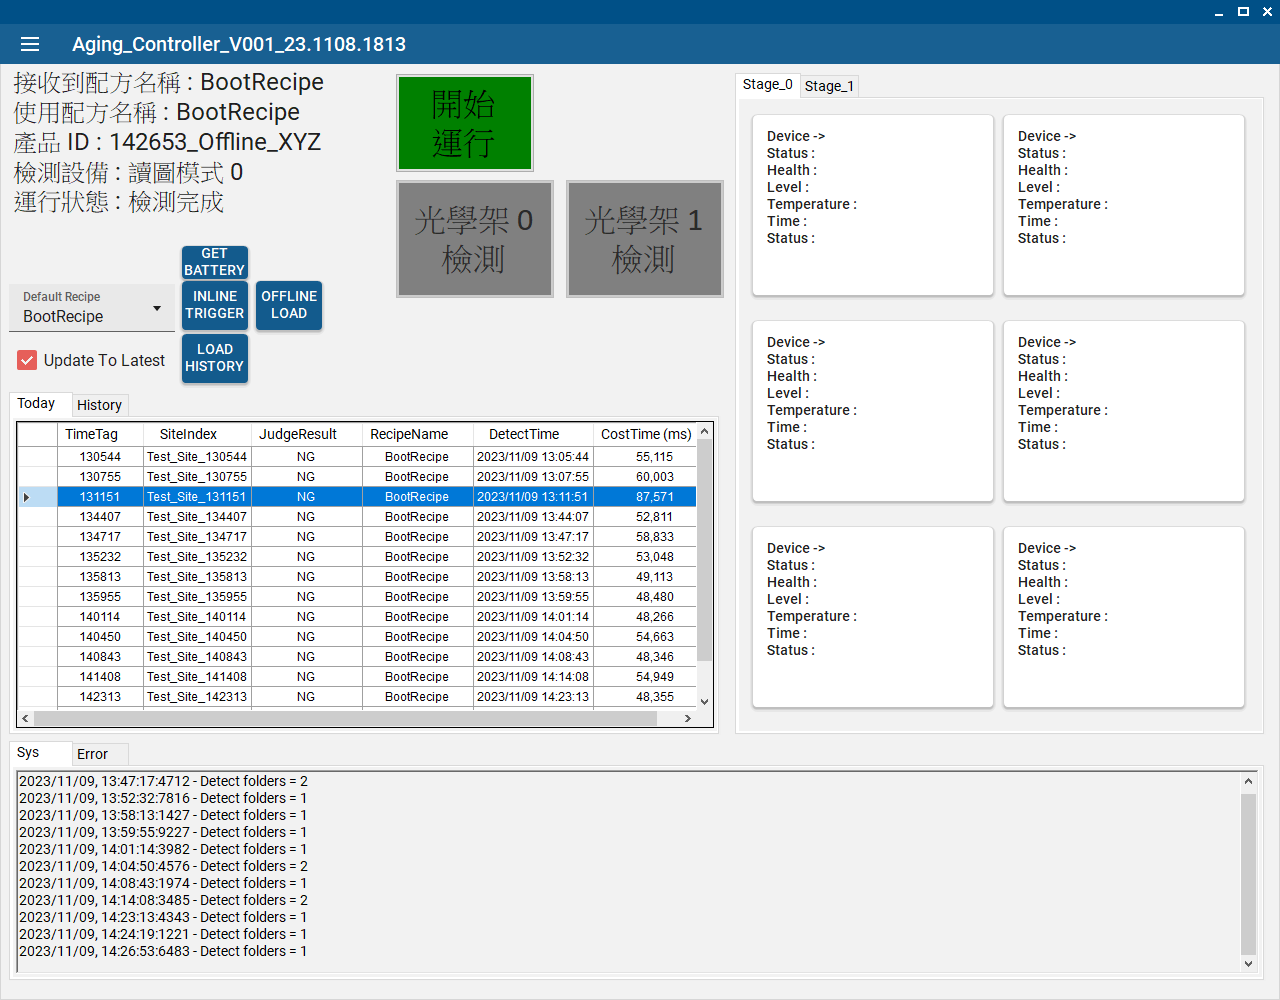 Aging_Controller_V001_23.1108.1813
接收到配方名稱 : BootRecipe
使用配方名稱 : BootRecipe
產品 ID : 142653_Offline_XYZ
檢測設備 : 讀圖模式 0
運行狀態 : 檢測完成
開始
運行
光學架 0
檢測
光學架 1
檢測
GET
BATTERY
Default Recipe
BootRecipe
INLINE
TRIGGER
OFFLINE
LOAD
Update To Latest
LOAD
HISTORY
Today History
TimeTag SiteIndex JudgeResult RecipeName DetectTime CostTime (ms)
130544 Test_Site_130544 NG BootRecipe 2023/11/09 13:05:44 55,115
130755 Test_Site_130755 NG BootRecipe 2023/11/09 13:07:55 60,003
131151 Test_Site_131151 NG BootRecipe 2023/11/09 13:11:51 87,571
134407 Test_Site_134407 NG BootRecipe 2023/11/09 13:44:07 52,811
134717 Test_Site_134717 NG BootRecipe 2023/11/09 13:47:17 58,833
135232 Test_Site_135232 NG BootRecipe 2023/11/09 13:52:32 53,048
135813 Test_Site_135813 NG BootRecipe 2023/11/09 13:58:13 49,113
135955 Test_Site_135955 NG BootRecipe 2023/11/09 13:59:55 48,480
140114 Test_Site_140114 NG BootRecipe 2023/11/09 14:01:14 48,266
140450 Test_Site_140450 NG BootRecipe 2023/11/09 14:04:50 54,663
140843 Test_Site_140843 NG BootRecipe 2023/11/09 14:08:43 48,346
141408 Test_Site_141408 NG BootRecipe 2023/11/09 14:14:08 54,949
142313 Test_Site_142313 NG BootRecipe 2023/11/09 14:23:13 48,355
Stage_0 Stage_1
Device ->
Status :
Health :
Level :
Temperature :
Time :
Status :
Device ->
Status :
Health :
Level :
Temperature :
Time :
Status :
Device ->
Status :
Health :
Level :
Temperature :
Time :
Status :
Device ->
Status :
Health :
Level :
Temperature :
Time :
Status :
Device ->
Status :
Health :
Level :
Temperature :
Time :
Status :
Device ->
Status :
Health :
Level :
Temperature :
Time :
Status :
Sys Error
2023/11/09, 13:47:17:4712 - Detect folders = 2
2023/11/09, 13:52:32:7816 - Detect folders = 1
2023/11/09, 13:58:13:1427 - Detect folders = 1
2023/11/09, 13:59:55:9227 - Detect folders = 1
2023/11/09, 14:01:14:3982 - Detect folders = 1
2023/11/09, 14:04:50:4576 - Detect folders = 2
2023/11/09, 14:08:43:1974 - Detect folders = 1
2023/11/09, 14:14:08:3485 - Detect folders = 2
2023/11/09, 14:23:13:4343 - Detect folders = 1
2023/11/09, 14:24:19:1221 - Detect folders = 1
2023/11/09, 14:26:53:6483 - Detect folders = 1